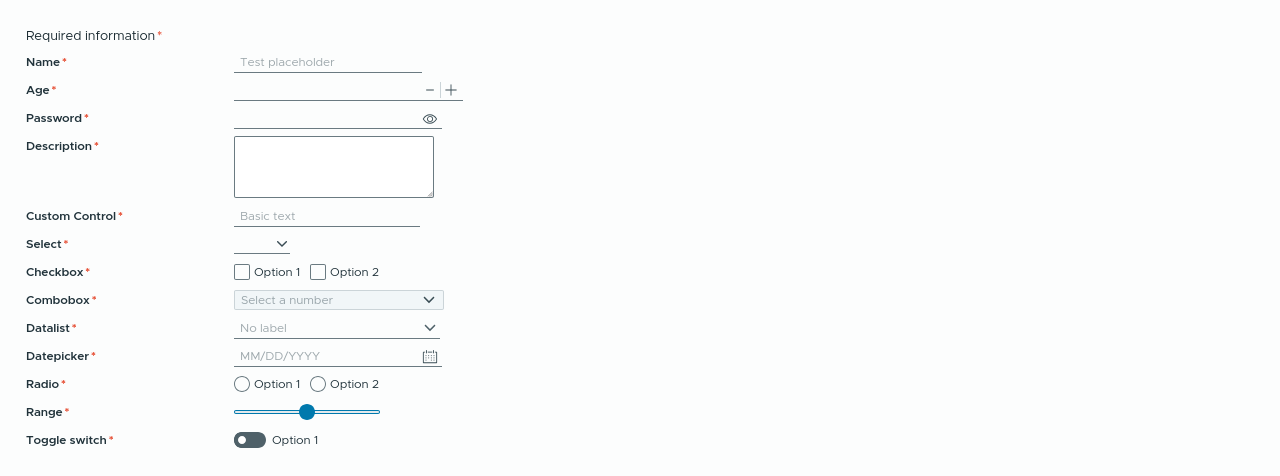 Required information*
Name* Test placeholder
Age*
Password*
Description*
Custom Control* Basic text
Select*
Checkbox* Option 1 Option 2
Combobox* Select a number
Datalist* No label
Datepicker* MM/DD/YYYY
Radio* Option 1 Option 2
Range*
Toggle switch* Option 1